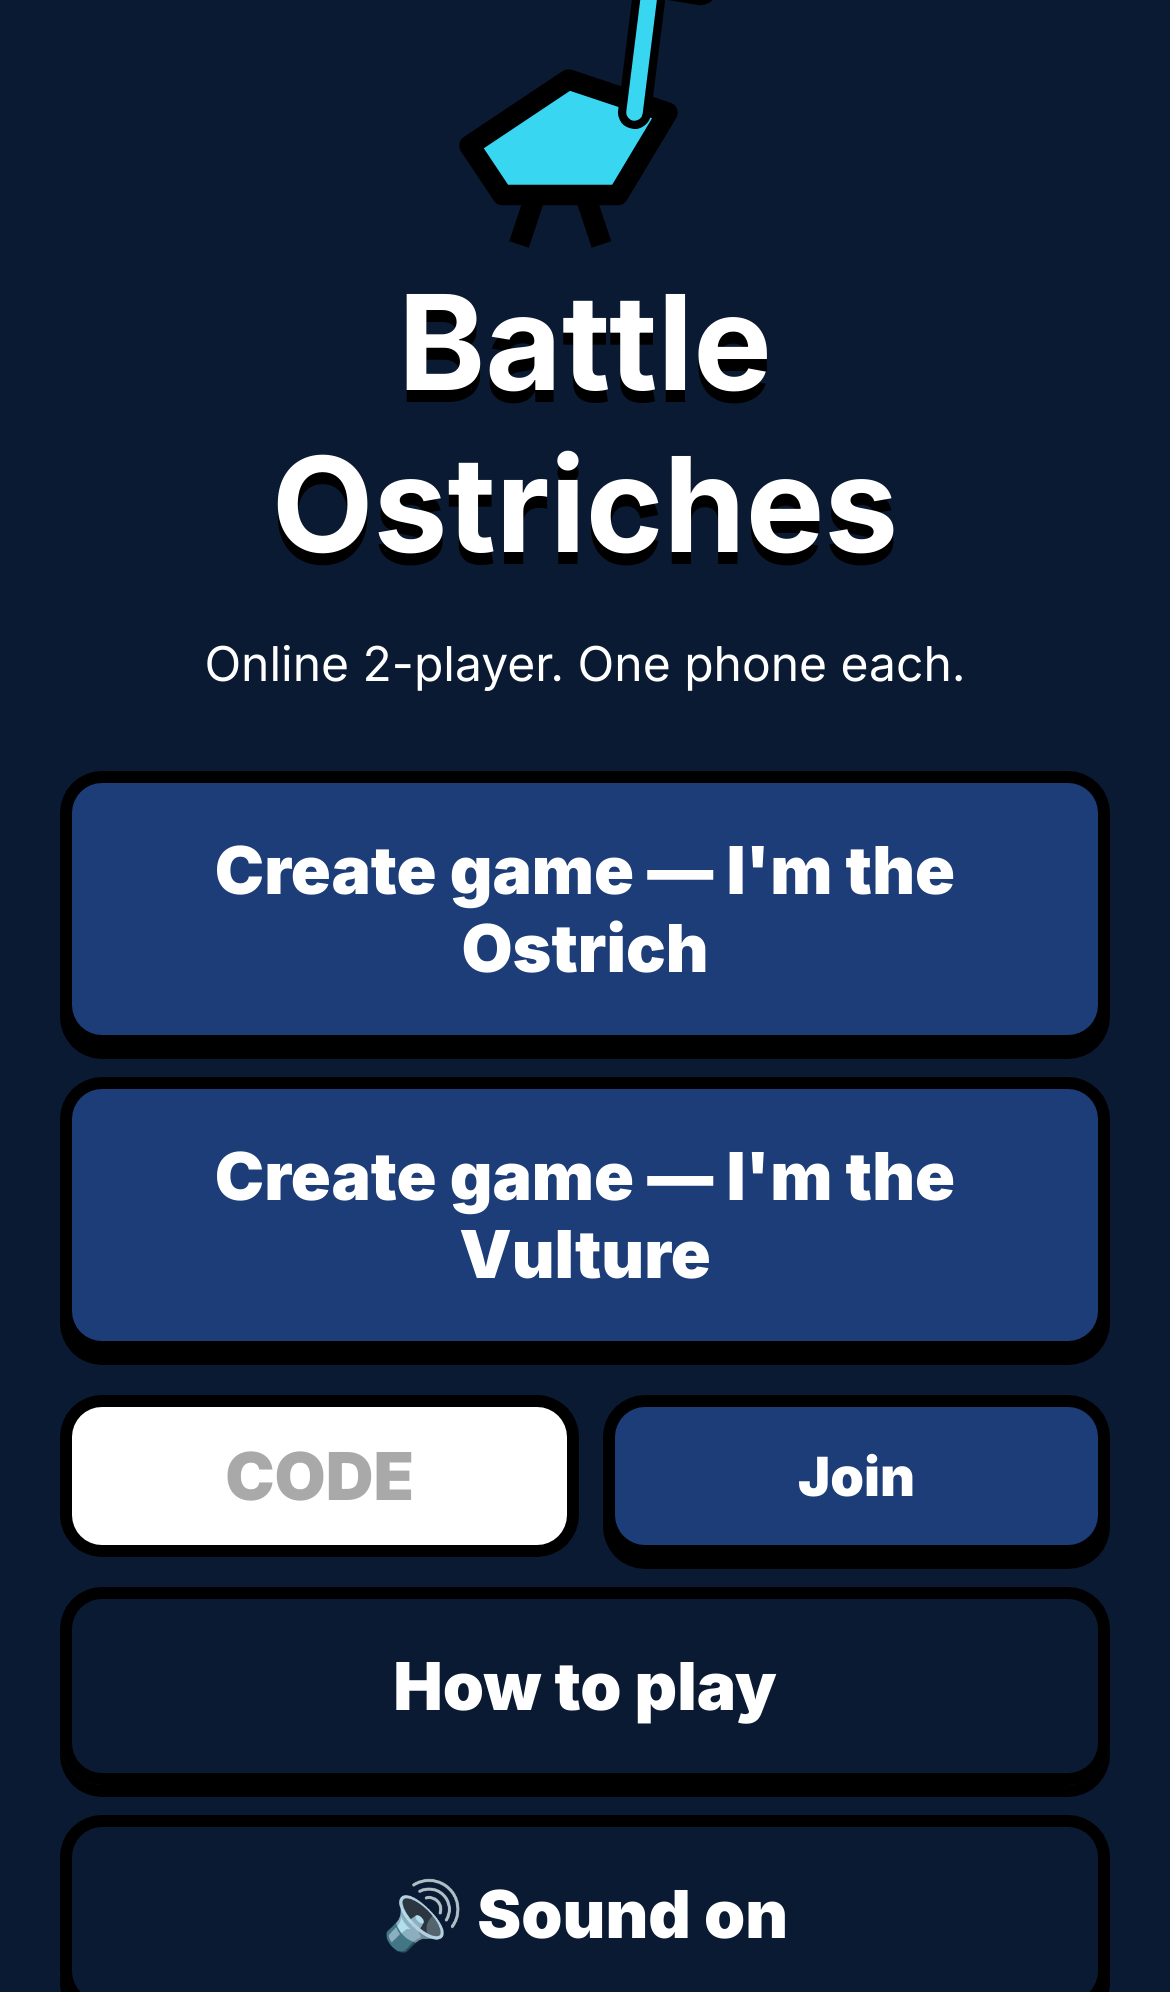 Battle
Ostriches
Online 2-player. One phone each.
Create game — I'm the
Ostrich
Create game — I'm the
Vulture
CODE
Join
How to play
🔊 Sound on